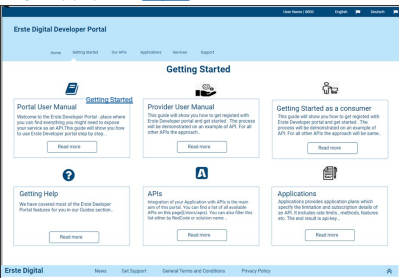 User Name | 0000 English Deutsch
Erste Digital Developer Portal
Home Getting Started Our APIs Applications Services Support
Getting Started
Getting Started
Portal User Manual
Welcome to the Erste Developer Portal - place where
you can find everything you might need to expose
your service as an API.This guide will show you how
to use Erste Developer portal step by step...
Read more
Provider User Manual
This guide will show you how to get registed with
Erste Developer portal and get started . The process
will be demonstrated on an example of API. For all
other APIs the approach..
Read more
Getting Started as a consumer
This guide will show you how to get registed with
Erste Developer portal and get started . The
process will be demonstrated on an example of
API. For all other APIs the approach will be same..
Read more
Getting Help
We have covered most of the Erste Developer
Portal features for you in our Guides section..
Read more
APIs
Integration of your Application with APIs is the main
aim of this portal. You can find a list of all available
APIs on this page(/docs/apis). You can also filter this
list either by RedCode or solution name..
Read more
Applications
Applications provides application plans which
specify the limitation and subscription details of
an API, it includes rate limits , methods, features
etc. The end result is api-key..
Read more
Erste Digital News Get Support General Terms and Conditions Privacy Policy